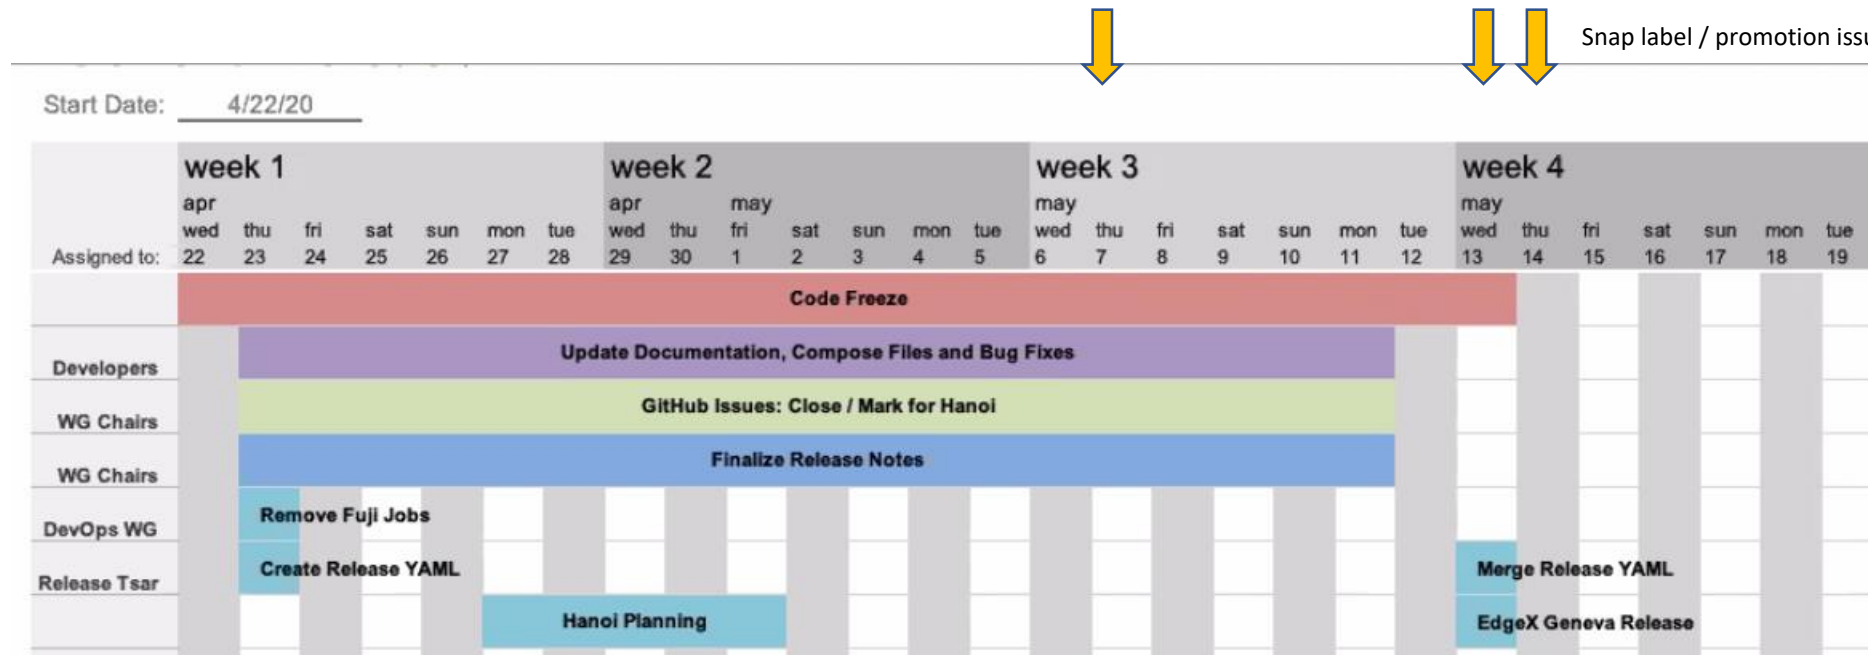 Snap label / promotion
Start Date: 4/22/20
week 1 week 2 week 3 week 4
apr apr may may may
wed thu fri sat sun mon tue wed thu fri sat sun mon tue wed thu fri sat sun mon tue wed thu fri sat sun mon tue
Assigned to: 22 23 24 25 26 27 28 29 30 1 2 3 4 5 6 7 8 9 10 11 12 13 14 15 16 17 18 19
Code Freeze
Developers Update Documentation, Compose Files and Bug Fixes
WG Chairs GitHub Issues: Close / Mark for Hanoi
WG Chairs Finalize Release Notes
DevOps WG Remove Fuji Jobs
Release Tsar Create Release YAML Merge Release YAML
Hanoi Planning EdgeX Geneva Release